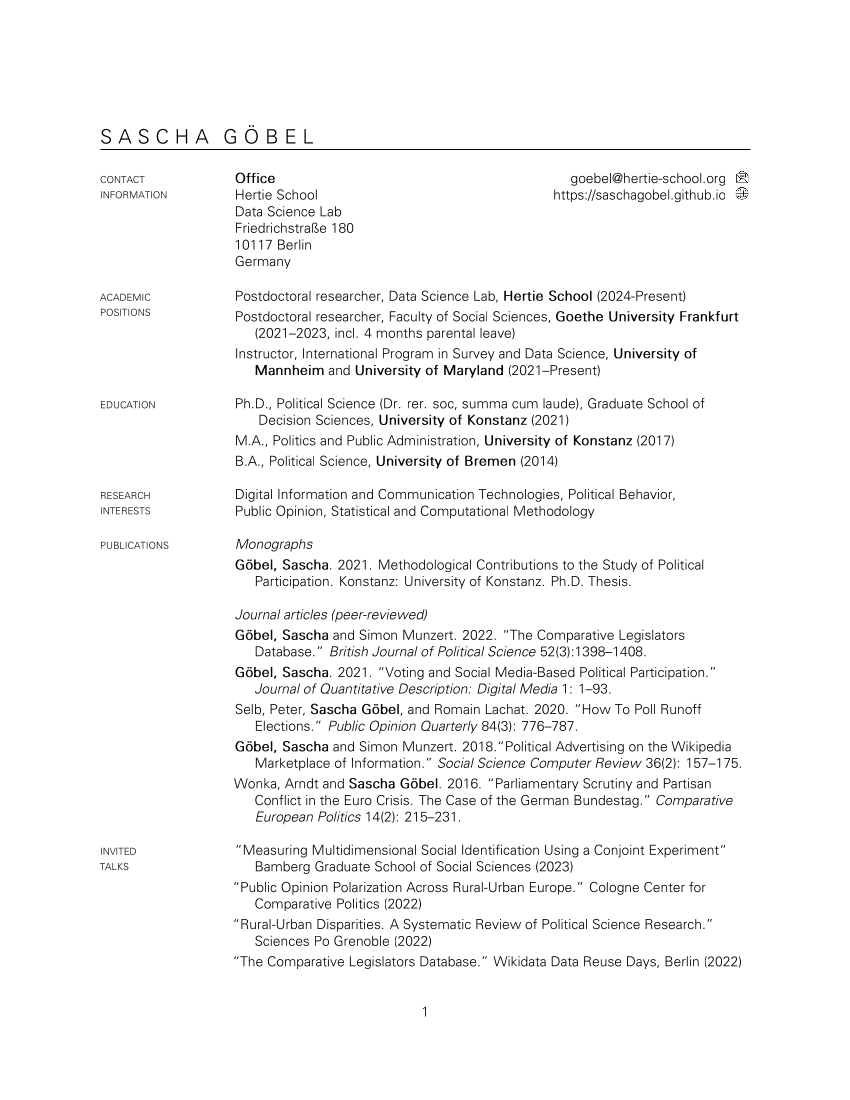 SASCHA GÖBEL
CONTACT
INFORMATION
Office
Hertie School
Data Science Lab
Friedrichstraße 180
10117 Berlin
Germany
goebel@hertie-school.org
https://saschagobel.github.io
ACADEMIC
POSITIONS
Postdoctoral researcher, Data Science Lab, Hertie School (2024-Present)
Postdoctoral researcher, Faculty of Social Sciences, Goethe University Frankfurt
(2021–2023, incl. 4 months parental leave)
Instructor, International Program in Survey and Data Science, University of
Mannheim and University of Maryland (2021–Present)
EDUCATION
Ph.D., Political Science (Dr. rer. soc, summa cum laude), Graduate School of
Decision Sciences, University of Konstanz (2021)
M.A., Politics and Public Administration, University of Konstanz (2017)
B.A., Political Science, University of Bremen (2014)
RESEARCH
INTERESTS
Digital Information and Communication Technologies, Political Behavior,
Public Opinion, Statistical and Computational Methodology
PUBLICATIONS
Monographs
Göbel, Sascha. 2021. Methodological Contributions to the Study of Political
Participation. Konstanz: University of Konstanz. Ph.D. Thesis.
Journal articles (peer-reviewed)
Göbel, Sascha and Simon Munzert. 2022. “The Comparative Legislators
Database.” British Journal of Political Science 52(3):1398–1408.
Göbel, Sascha. 2021. “Voting and Social Media-Based Political Participation.”
Journal of Quantitative Description: Digital Media 1: 1–93.
Selb, Peter, Sascha Göbel, and Romain Lachat. 2020. “How To Poll Runoff
Elections.” Public Opinion Quarterly 84(3): 776–787.
Göbel, Sascha and Simon Munzert. 2018.“Political Advertising on the Wikipedia
Marketplace of Information.” Social Science Computer Review 36(2): 157–175.
Wonka, Arndt and Sascha Göbel. 2016. “Parliamentary Scrutiny and Partisan
Conflict in the Euro Crisis. The Case of the German Bundestag.” Comparative
European Politics 14(2): 215–231.
INVITED
TALKS
“Measuring Multidimensional Social Identification Using a Conjoint Experiment“
Bamberg Graduate School of Social Sciences (2023)
“Public Opinion Polarization Across Rural-Urban Europe.” Cologne Center for
Comparative Politics (2022)
“Rural-Urban Disparities. A Systematic Review of Political Science Research.”
Sciences Po Grenoble (2022)
“The Comparative Legislators Database.” Wikidata Data Reuse Days, Berlin (2022)
1